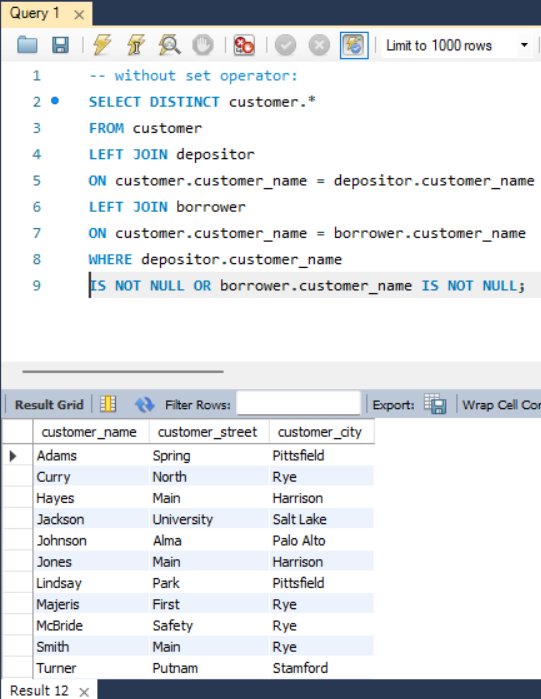 Query 1 ×
Limit to 1000 rows
1 -- without set operator:
2 SELECT DISTINCT customer.*
3 FROM customer
4 LEFT JOIN depositor
5 ON customer.customer_name = depositor.customer_name
6 LEFT JOIN borrower
7 ON customer.customer_name = borrower.customer_name
8 WHERE depositor.customer_name
9 IS NOT NULL OR borrower.customer_name IS NOT NULL;
Result Grid Filter Rows: Export: Wrap Cell Cor
customer_name customer_street customer_city
Adams Spring Pittsfield
Curry North Rye
Hayes Main Harrison
Jackson University Salt Lake
Johnson Alma Palo Alto
Jones Main Harrison
Lindsay Park Pittsfield
Majeris First Rye
McBride Safety Rye
Smith Main Rye
Turner Putnam Stamford
Result 12 ×